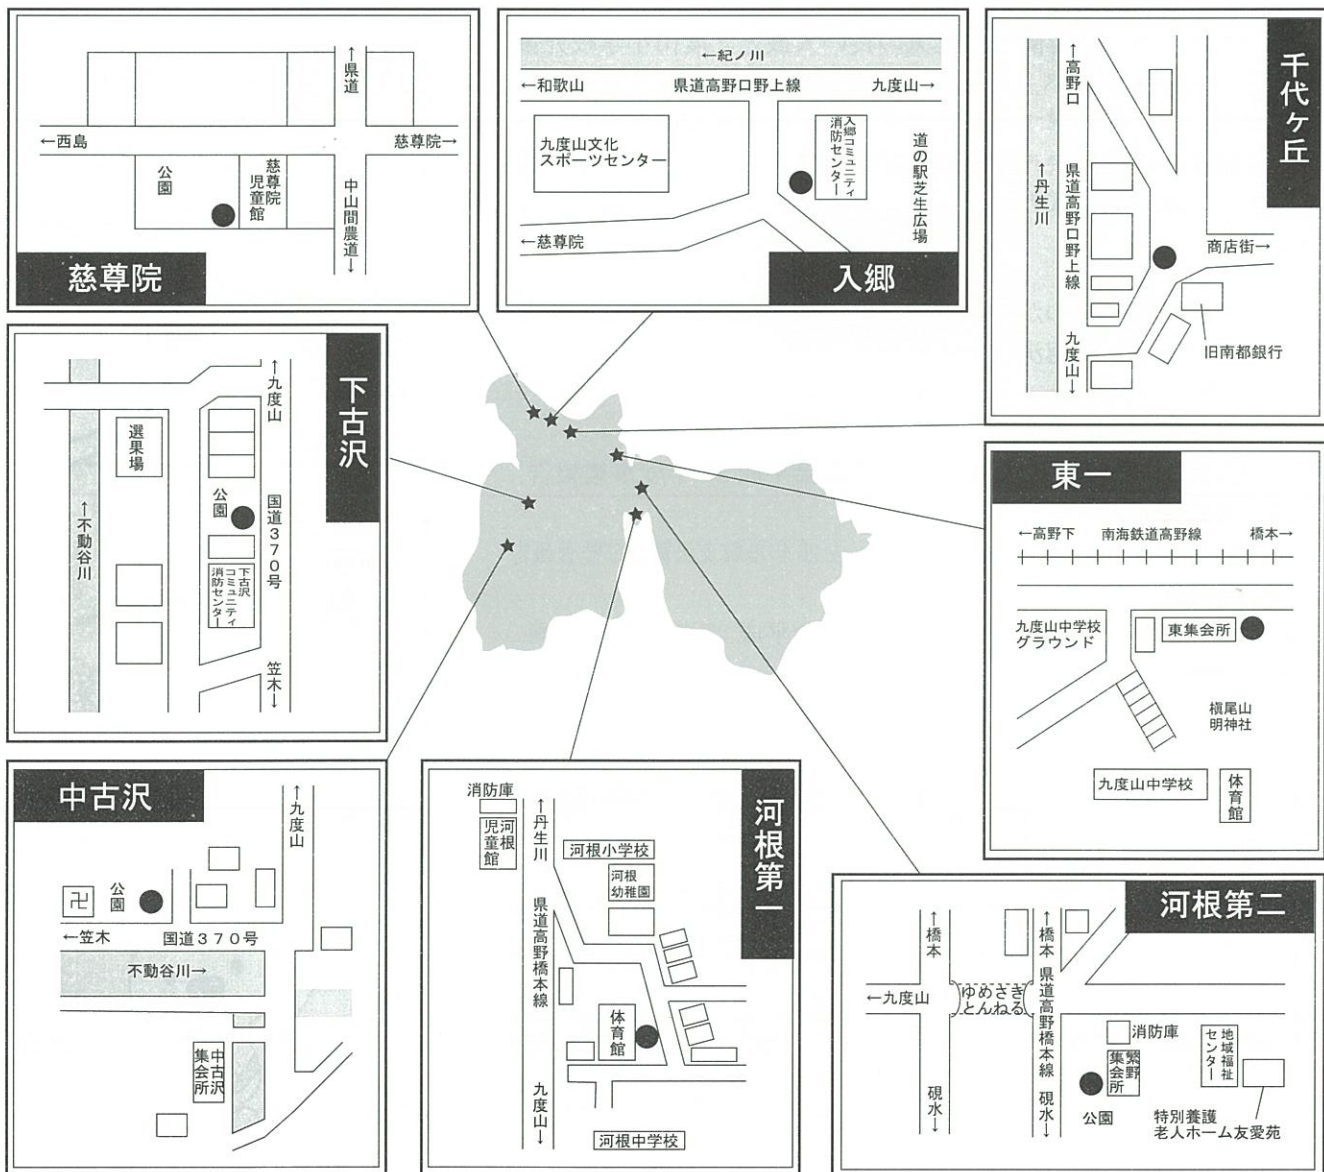 ←県道
←西島
慈尊院→
公園
慈尊院
児童館
中山間農道→
慈尊院
←紀ノ川
←和歌山
県道高野口野上線
九度山→
九度山文化
スポーツセンター
入郷コミュニティ
消防センター
道の駅芝生広場
←慈尊院
入郷
千代ヶ丘
←高野口
←丹生川
県道高野口野上線
九度山→
商店街→
旧南都銀行
下古沢
←九度山
選果場
公園
国道370号
←不動谷川
下古沢
コミュニティ
消防センター
笠木→
東一
←高野下
南海鉄道高野線
橋本→
九度山中学校
グラウンド
東集会所
槇尾山
明神社
九度山中学校
体育館
中古沢
←九度山
卍
公園
←笠木
国道370号
不動谷川→
中古沢
集会所
河根第一
消防庫
河根
児童館
←丹生川
河根小学校
河根
幼稚園
県道高野橋本線
体育館
九度山→
河根中学校
河根第二
←橋本
←橋本
県道高野橋本線
←九度山
ゆめさき
とんねる
消防庫
繁野
集会所
地域福祉
センター
硯水→
硯水→
公園
特別養護
老人ホーム友愛苑